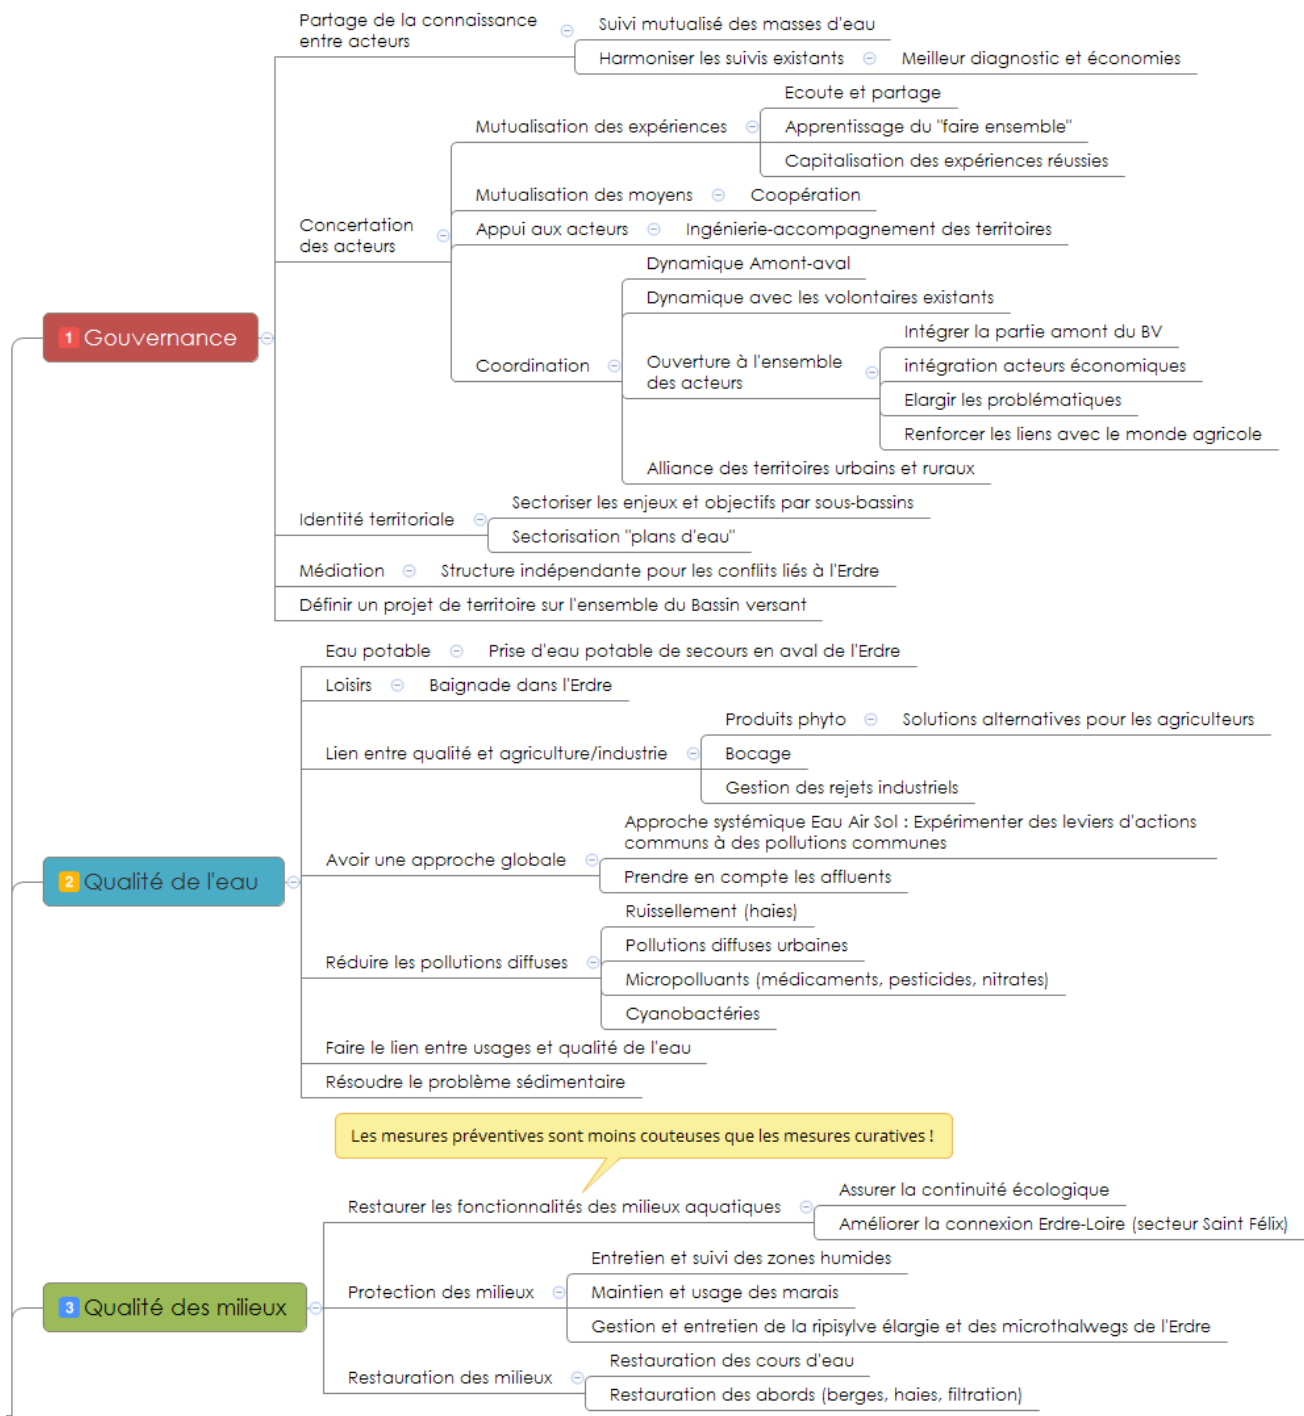 Partage de la connaissance
entre acteurs
Suivi mutualisé des masses d'eau
Harmoniser les suivis existants
Meilleur diagnostic et économies
Concertation
des acteurs
Mutualisation des expériences
Ecoute et partage
Apprentissage du "faire ensemble"
Capitalisation des expériences réussies
Mutualisation des moyens
Coopération
Appui aux acteurs
Ingénierie-accompagnement des territoires
Coordination
Dynamique Amont-aval
Dynamique avec les volontaires existants
Ouverture à l'ensemble
des acteurs
Intégrer la partie amont du BV
intégration acteurs économiques
Elargir les problématiques
Renforcer les liens avec le monde agricole
Alliance des territoires urbains et ruraux
1 Gouvernance
Identité territoriale
Sectoriser les enjeux et objectifs par sous-bassins
Sectorisation "plans d'eau"
Médiation
Structure indépendante pour les conflits liés à l'Erdre
Définir un projet de territoire sur l'ensemble du Bassin versant
Eau potable
Prise d'eau potable de secours en aval de l'Erdre
Loisirs
Baignade dans l'Erdre
Lien entre qualité et agriculture/industrie
Produits phyto
Solutions alternatives pour les agriculteurs
Bocage
Gestion des rejets industriels
2 Qualité de l'eau
Avoir une approche globale
Approche systémique Eau Air Sol : Expérimenter des leviers d'actions
communs à des pollutions communes
Prendre en compte les affluents
Réduire les pollutions diffuses
Ruissellement (haies)
Pollutions diffuses urbaines
Micropolluants (médicaments, pesticides, nitrates)
Cyanobactéries
Faire le lien entre usages et qualité de l'eau
Résoudre le problème sédimentaire
Les mesures préventives sont moins couteuses que les mesures curatives !
Restaurer les fonctionnalités des milieux aquatiques
Assurer la continuité écologique
Améliorer la connexion Erdre-Loire (secteur Saint Félix)
3 Qualité des milieux
Protection des milieux
Entretien et suivi des zones humides
Maintien et usage des marais
Gestion et entretien de la ripisylve élargie et des microthalwegs de l'Erdre
Restauration des milieux
Restauration des cours d'eau
Restauration des abords (berges, haies, filtration)